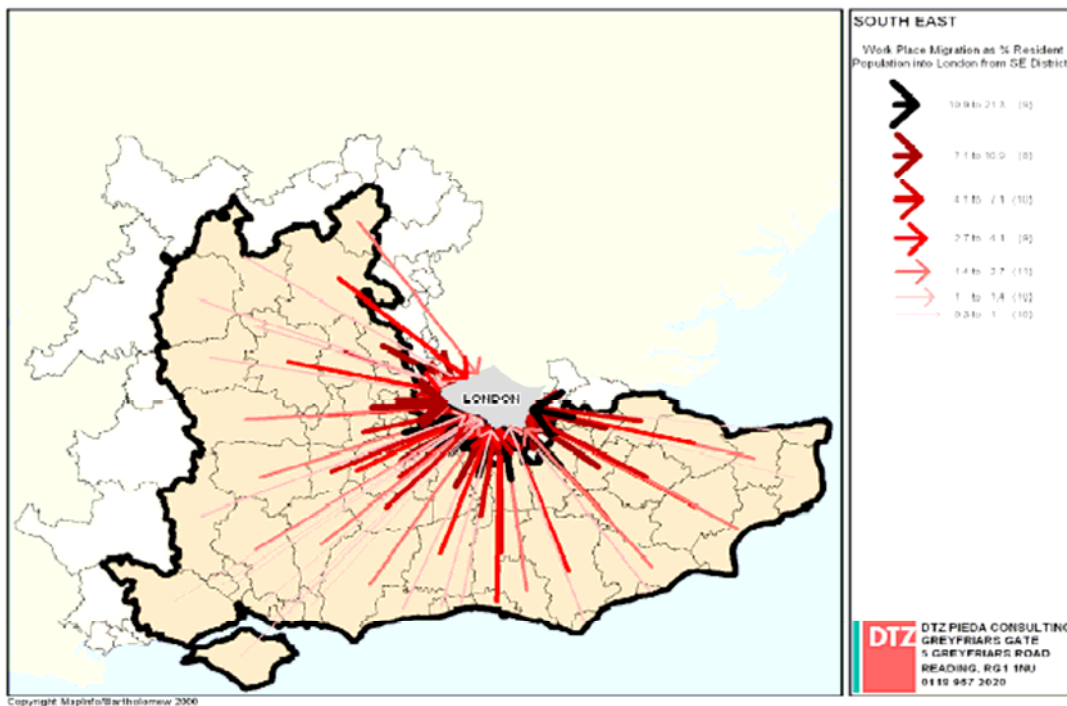 SOUTH EAST
Work Place Migration as % Resident
Population into London from SE District
10.9 to 21.3 (9)
7.1 to 10.9 (8)
4.1 to 7.1 (10)
2.7 to 4.1 (9)
1.4 to 2.7 (11)
1 to 1.4 (10)
0.3 to 1 (10)
LONDON
DTZ
DTZ PIEDA CONSULTING
GREYFRIARS GATE
5 GREYFRIARS ROAD
READING, RG1 1NU
0118 967 2020
Copyright MapInfo/Bartholomew 2000